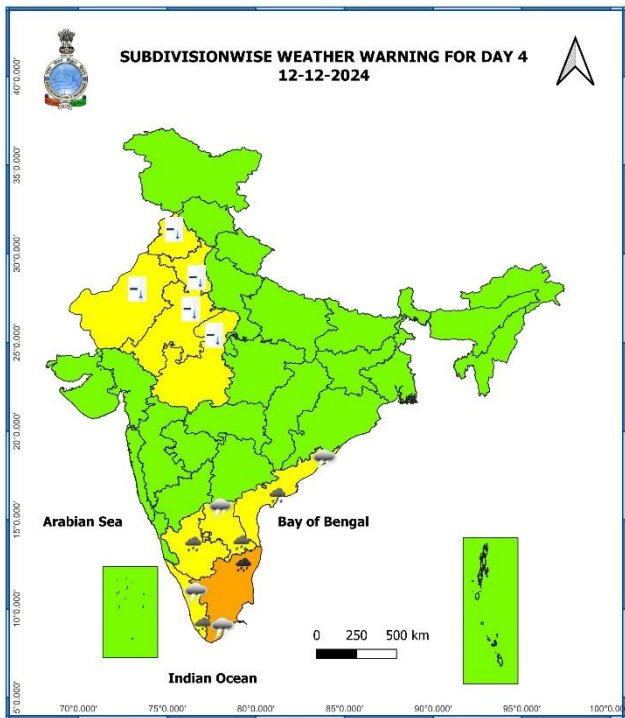 SUBDIVISIONWISE WEATHER WARNING FOR DAY 4
12-12-2024
40°0.000'
35°0.000'
30°0.000'
25°0.000'
20°0.000'
15°0.000'
10°0.000'
5°0.000'
Arabian Sea
Bay of Bengal
0 250 500 km
Indian Ocean
70°0.000' 75°0.000' 80°0.000' 85°0.000' 90°0.000' 95°0.000'